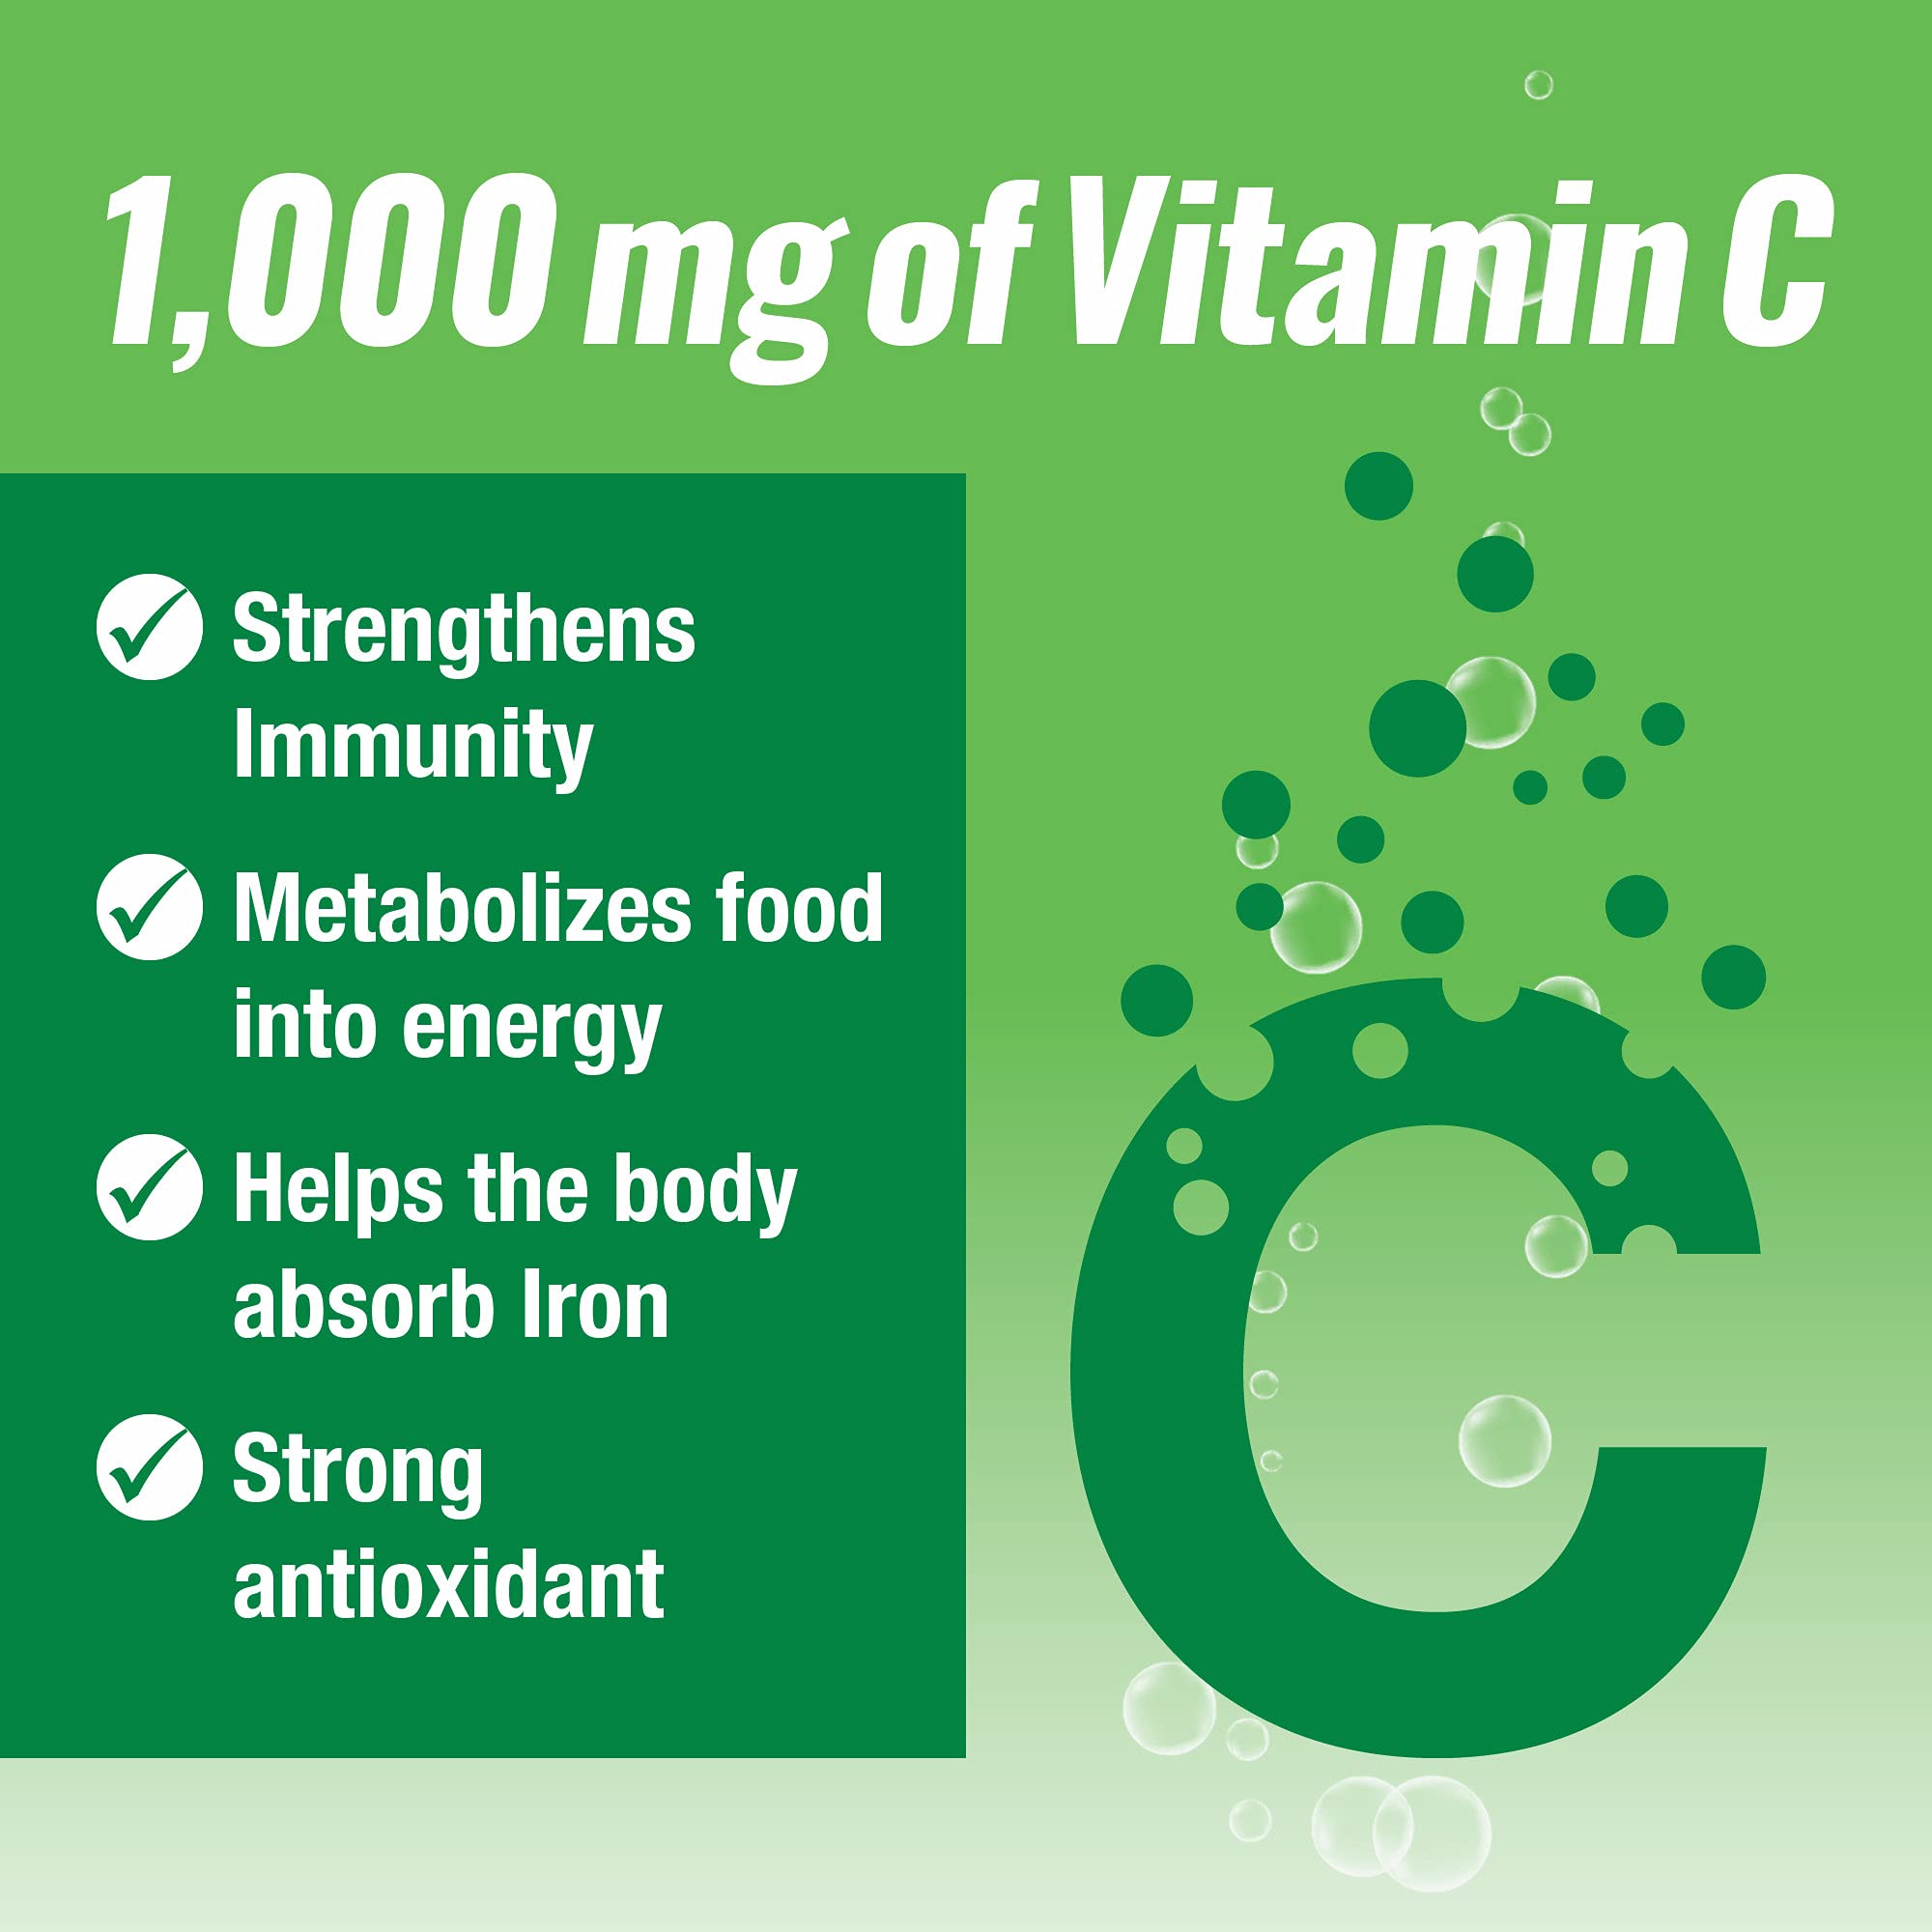 1,000 mg of Vitamin C
Strengthens
Immunity
Metabolizes food
into energy
Helps the body
absorb Iron
Strong
antioxidant
C